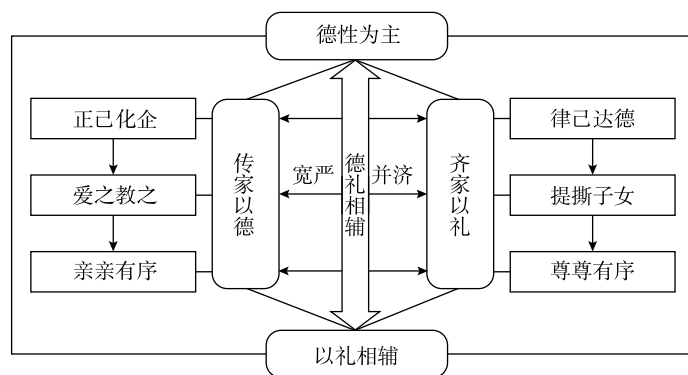 德性为主
正己化企
律己达德
传家以德
宽严
德礼相辅
并济
齐家以礼
爱之教之
提撕子女
亲亲有序
尊尊有序
以礼相辅